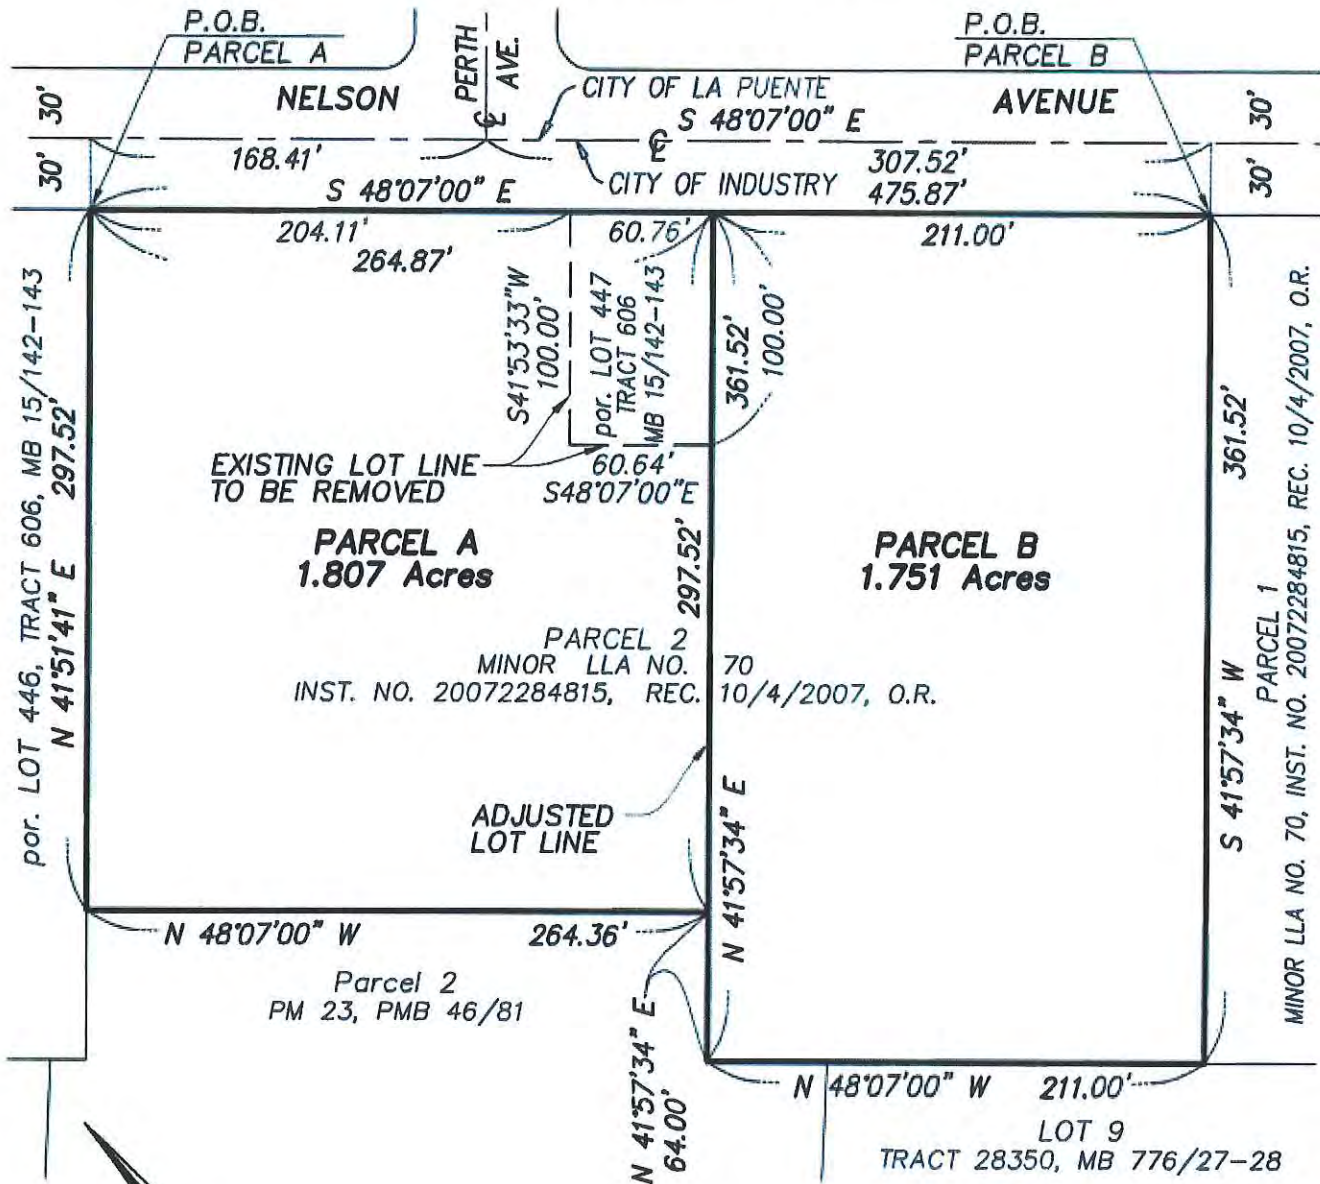 P.O.B.
PARCEL A
PERTH
AVE.
P.O.B.
PARCEL B
30'
NELSON
CITY OF LA PUENTE
AVENUE
30'
S 48°07'00" E
30'
168.41'
℄
℄
307.52'
30'
S 48°07'00" E
CITY OF INDUSTRY
475.87'
204.11'
60.76'
211.00'
264.87'
S41°53'33"W
100.00'
por. LOT 447
TRACT 606
MB 15/142-143
361.52'
100.00'
por. LOT 446, TRACT 606, MB 15/142-143
N 41°51'41" E 297.52'
361.52'
S 41°57'34" W
PARCEL 1
MINOR LLA NO. 70, INST. NO. 20072284815, REC. 10/4/2007, O.R.
EXISTING LOT LINE
TO BE REMOVED
60.64'
S48°07'00"E
PARCEL A
1.807 Acres
297.52'
PARCEL B
1.751 Acres
PARCEL 2
MINOR LLA NO. 70
INST. NO. 20072284815, REC. 10/4/2007, O.R.
ADJUSTED
LOT LINE
N 41°57'34" E
N 48°07'00" W 264.36'
Parcel 2
PM 23, PMB 46/81
N 41°57'34" E
64.00'
N 48°07'00" W 211.00'
LOT 9
TRACT 28350, MB 776/27-28